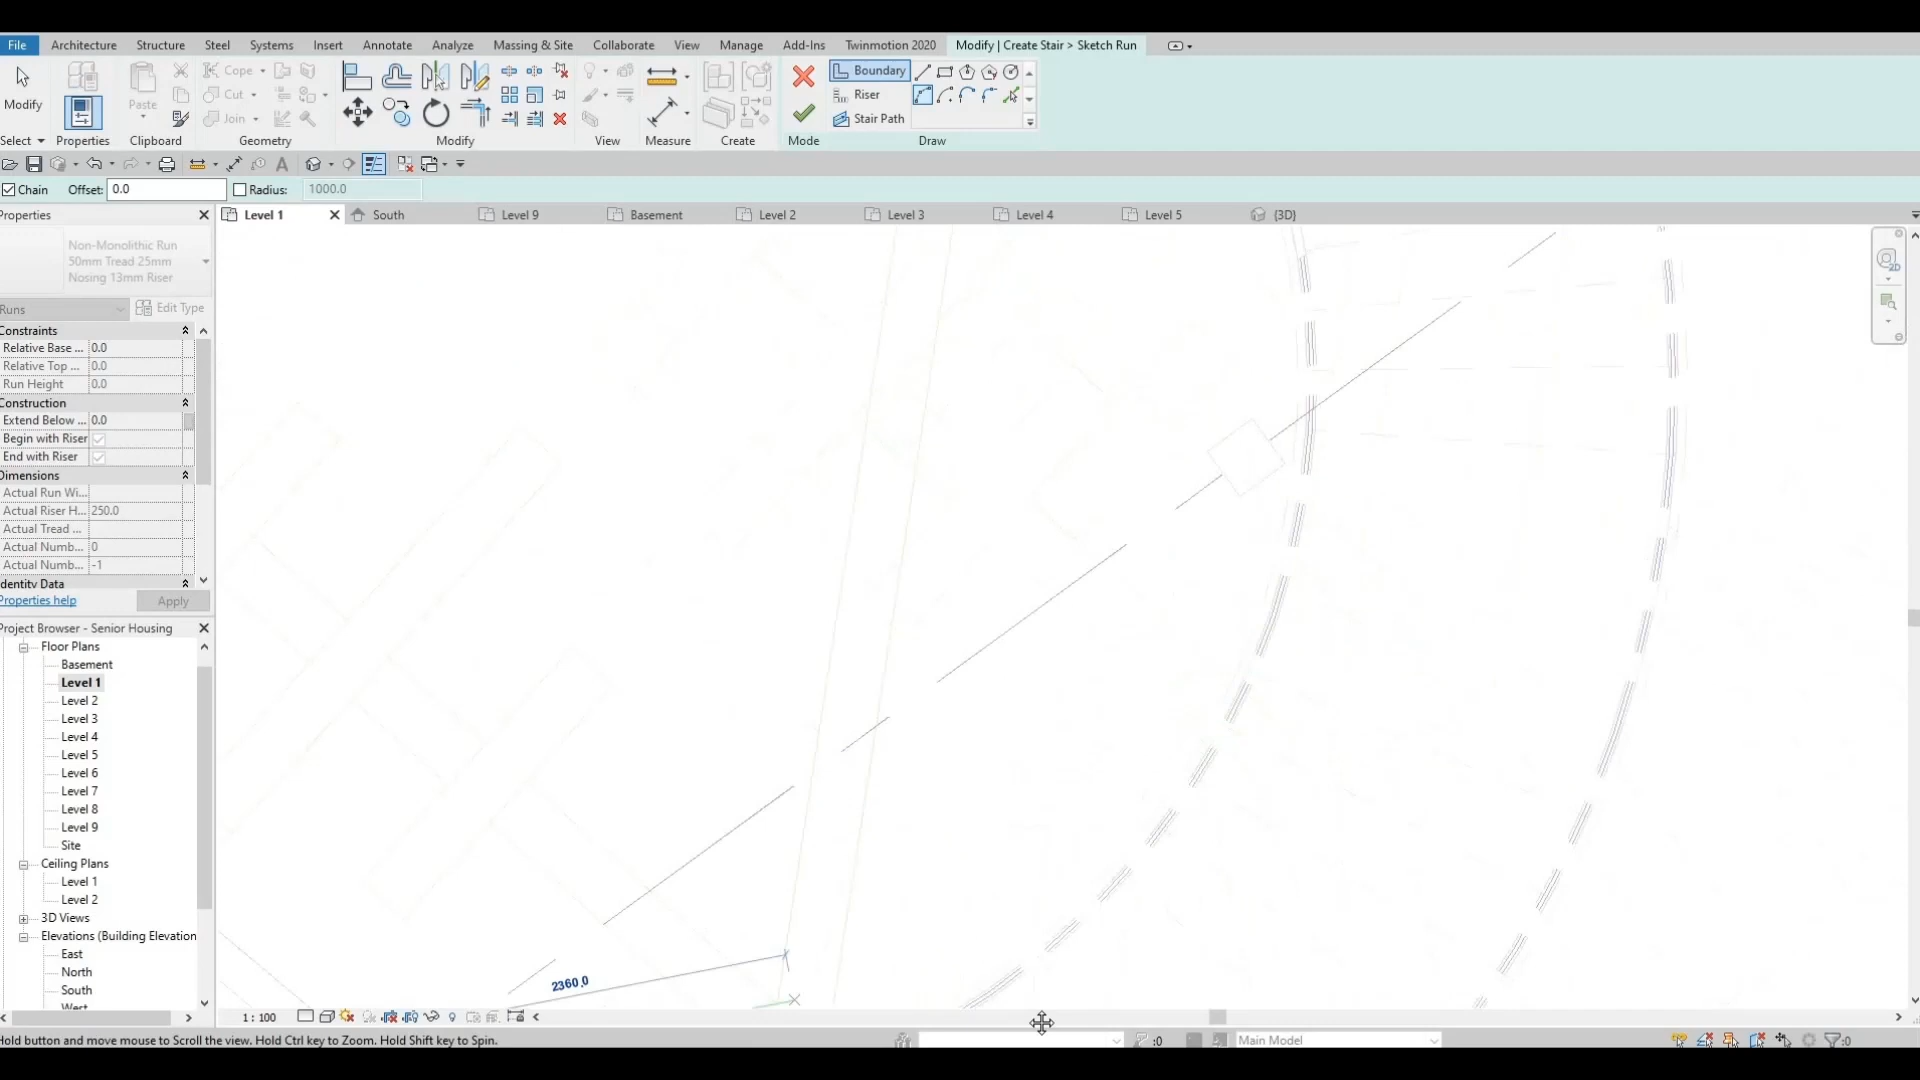 File Architecture Structure Steel Systems Insert Annotate Analyze Massing & Site Collaborate View Manage Add-Ins Twinmotion 2020 Modify | Create Stair > Sketch Run
Modify Paste Cope Cut Join Boundary Riser Stair Path
Select Properties Clipboard Geometry Modify View Measure Create Mode Draw
Chain Offset: 0.0 Radius: 1000.0
Properties Level 1 South Level 9 Basement Level 2 Level 3 Level 4 Level 5 {3D}
Non-Monolithic Run
50mm Tread 25mm
Nosing 13mm Riser
Runs Edit Type
Constraints
Relative Base ... 0.0
Relative Top ... 0.0
Run Height 0.0
Construction
Extend Below ... 0.0
Begin with Riser
End with Riser
Dimensions
Actual Run Wi...
Actual Riser H... 250.0
Actual Tread ...
Actual Numb... 0
Actual Numb... -1
Identity Data
Properties help Apply
Project Browser - Senior Housing
Floor Plans
Basement
Level 1
Level 2
Level 3
Level 4
Level 5
Level 6
Level 7
Level 8
Level 9
Site
Ceiling Plans
Level 1
Level 2
3D Views
Elevations (Building Elevation
East
North
South
West
2360.0
1 : 100
Hold button and move mouse to Scroll the view. Hold Ctrl key to Zoom. Hold Shift key to Spin. :0 Main Model :0